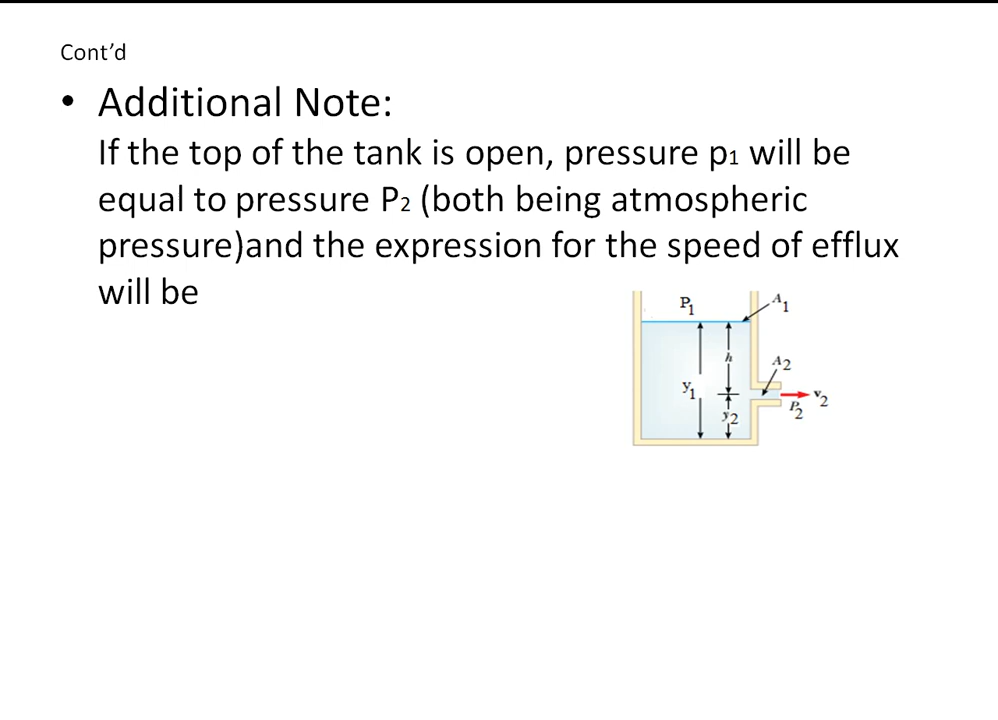 Cont’d
• Additional Note:
If the top of the tank is open, pressure p₁ will be
equal to pressure P₂ (both being atmospheric
pressure)and the expression for the speed of efflux
will be
P₁
A₁
h
A₂
y₁
y₂
P₂
v₂